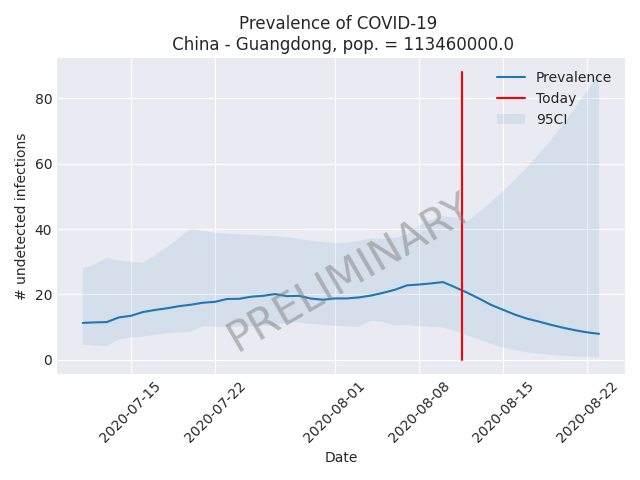 Prevalence of COVID-19
China - Guangdong, pop. = 113460000.0
Prevalence
Today
95CI
80
60
40
20
0
# undetected infections
PRELIMINARY
2020-07-15
2020-07-22
2020-08-01
2020-08-08
2020-08-15
2020-08-22
Date